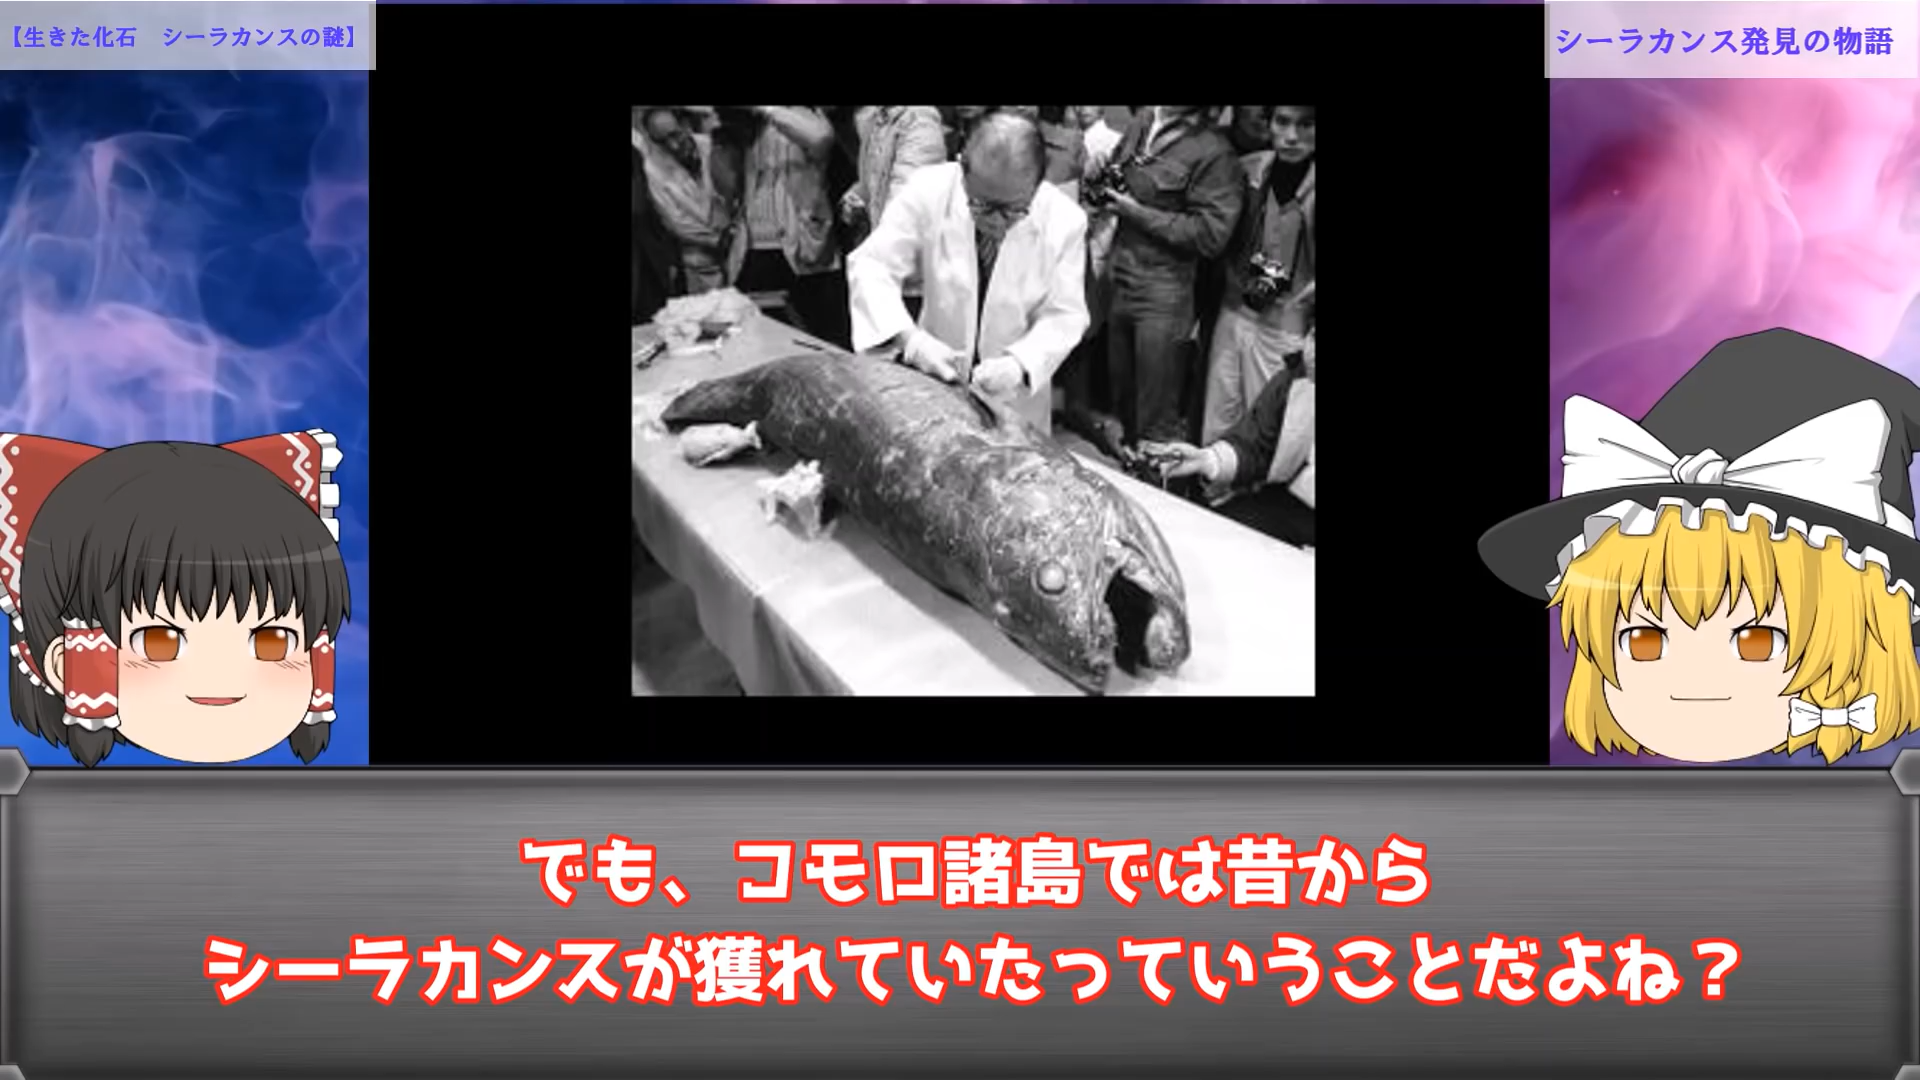 【生きた化石　シーラカンスの謎】
シーラカンス発見の物語
でも、コモロ諸島では昔から
シーラカンスが獲れていたっていうことだよね？